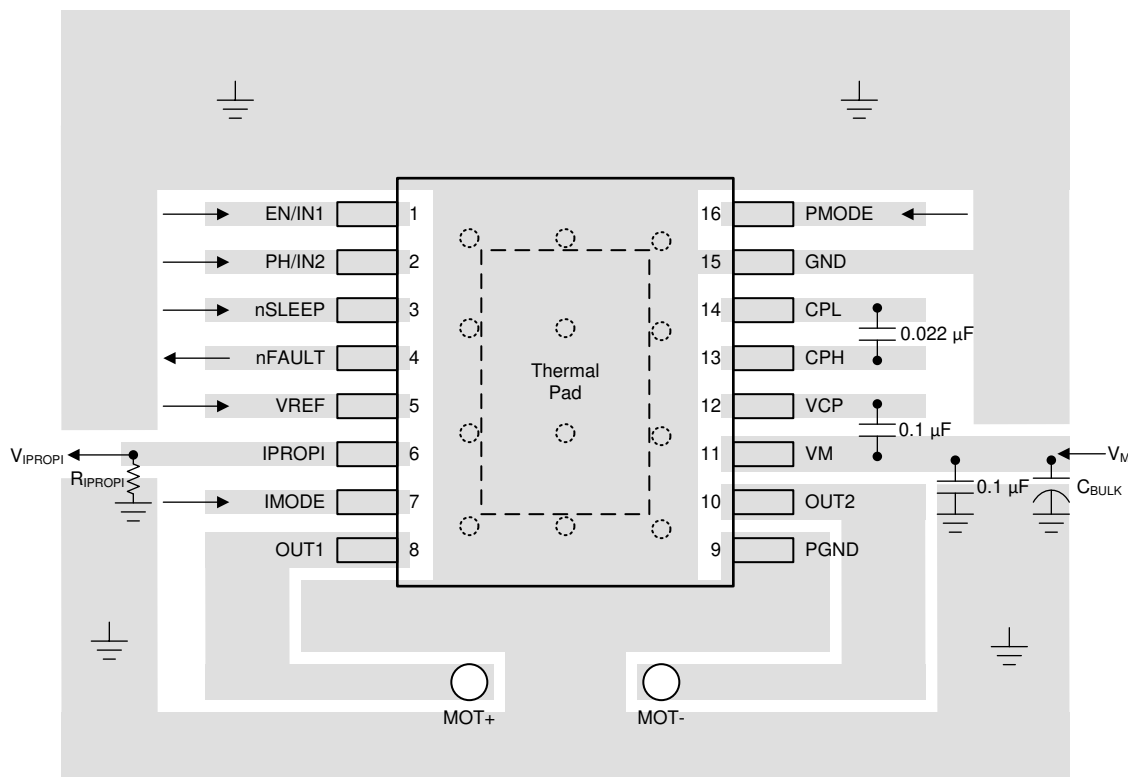 EN/IN1 1 16 PMODE
PH/IN2 2 15 GND
nSLEEP 3 14 CPL
0.022 µF
nFAULT 4 13 CPH
Thermal
Pad
VREF 5 12 VCP
0.1 µF
VIPROPI IPROPI 6 11 VM VM
RIPROPI
0.1 µF CBULK
IMODE 7 10 OUT2
OUT1 8 9 PGND
MOT+ MOT-